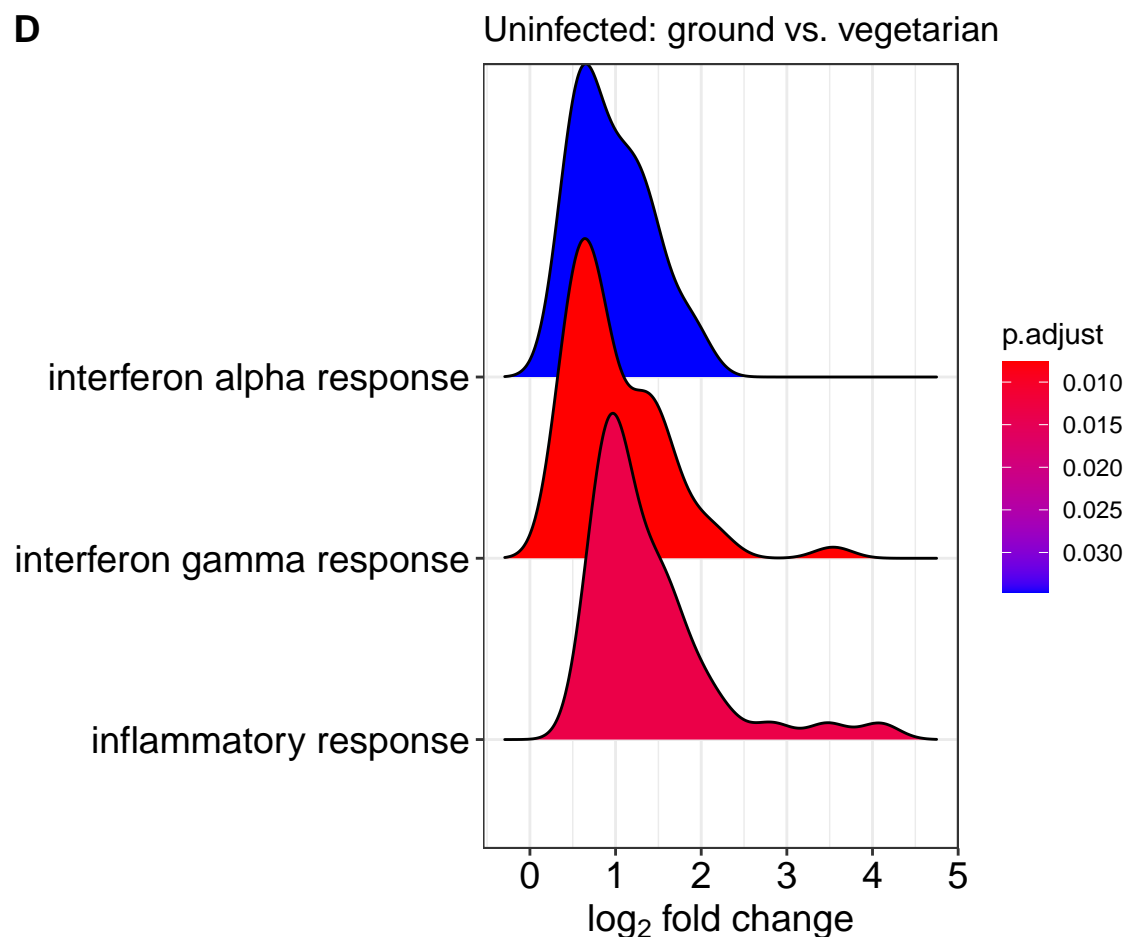 D
Uninfected: ground vs. vegetarian
interferon alpha response
interferon gamma response
inflammatory response
0 1 2 3 4 5
log₂ fold change
p.adjust
0.010
0.015
0.020
0.025
0.030